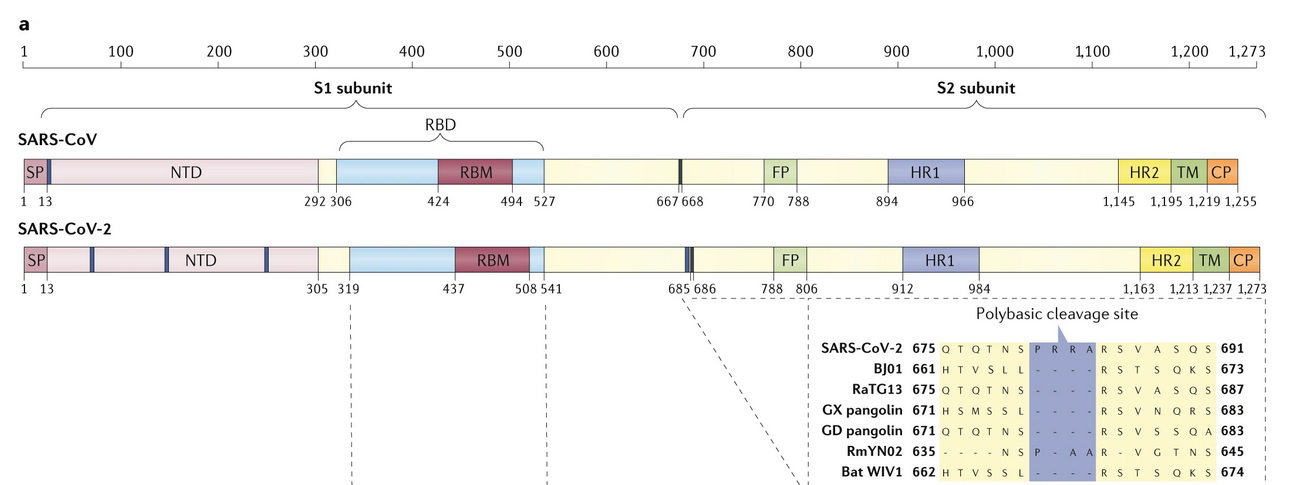 a
1 100 200 300 400 500 600 700 800 900 1,000 1,100 1,200 1,273
S1 subunit S2 subunit
RBD
SARS-CoV
SP NTD RBM FP HR1 HR2 TM CP
1 13 292 306 424 494 527 667 668 770 788 894 966 1,145 1,195 1,219 1,255
SARS-CoV-2
SP NTD RBM FP HR1 HR2 TM CP
1 13 305 319 437 508 541 685 686 788 806 912 984 1,163 1,213 1,237 1,273
Polybasic cleavage site
SARS-CoV-2 675 Q T Q T N S P R R A R S V A S Q S 691
BJ01 661 H T V S L L - - - - R S T S Q K S 673
RaTG13 675 Q T Q T N S - - - - R S V A S Q S 687
GX pangolin 671 H S M S S L - - - - R S V N Q R S 683
GD pangolin 671 Q T Q T N S - - - - R S V S S Q A 683
RmYN02 635 - - - - N S P - A A R - V G T N S 645
Bat WIV1 662 H T V S S L - - - - R S T S Q K S 674